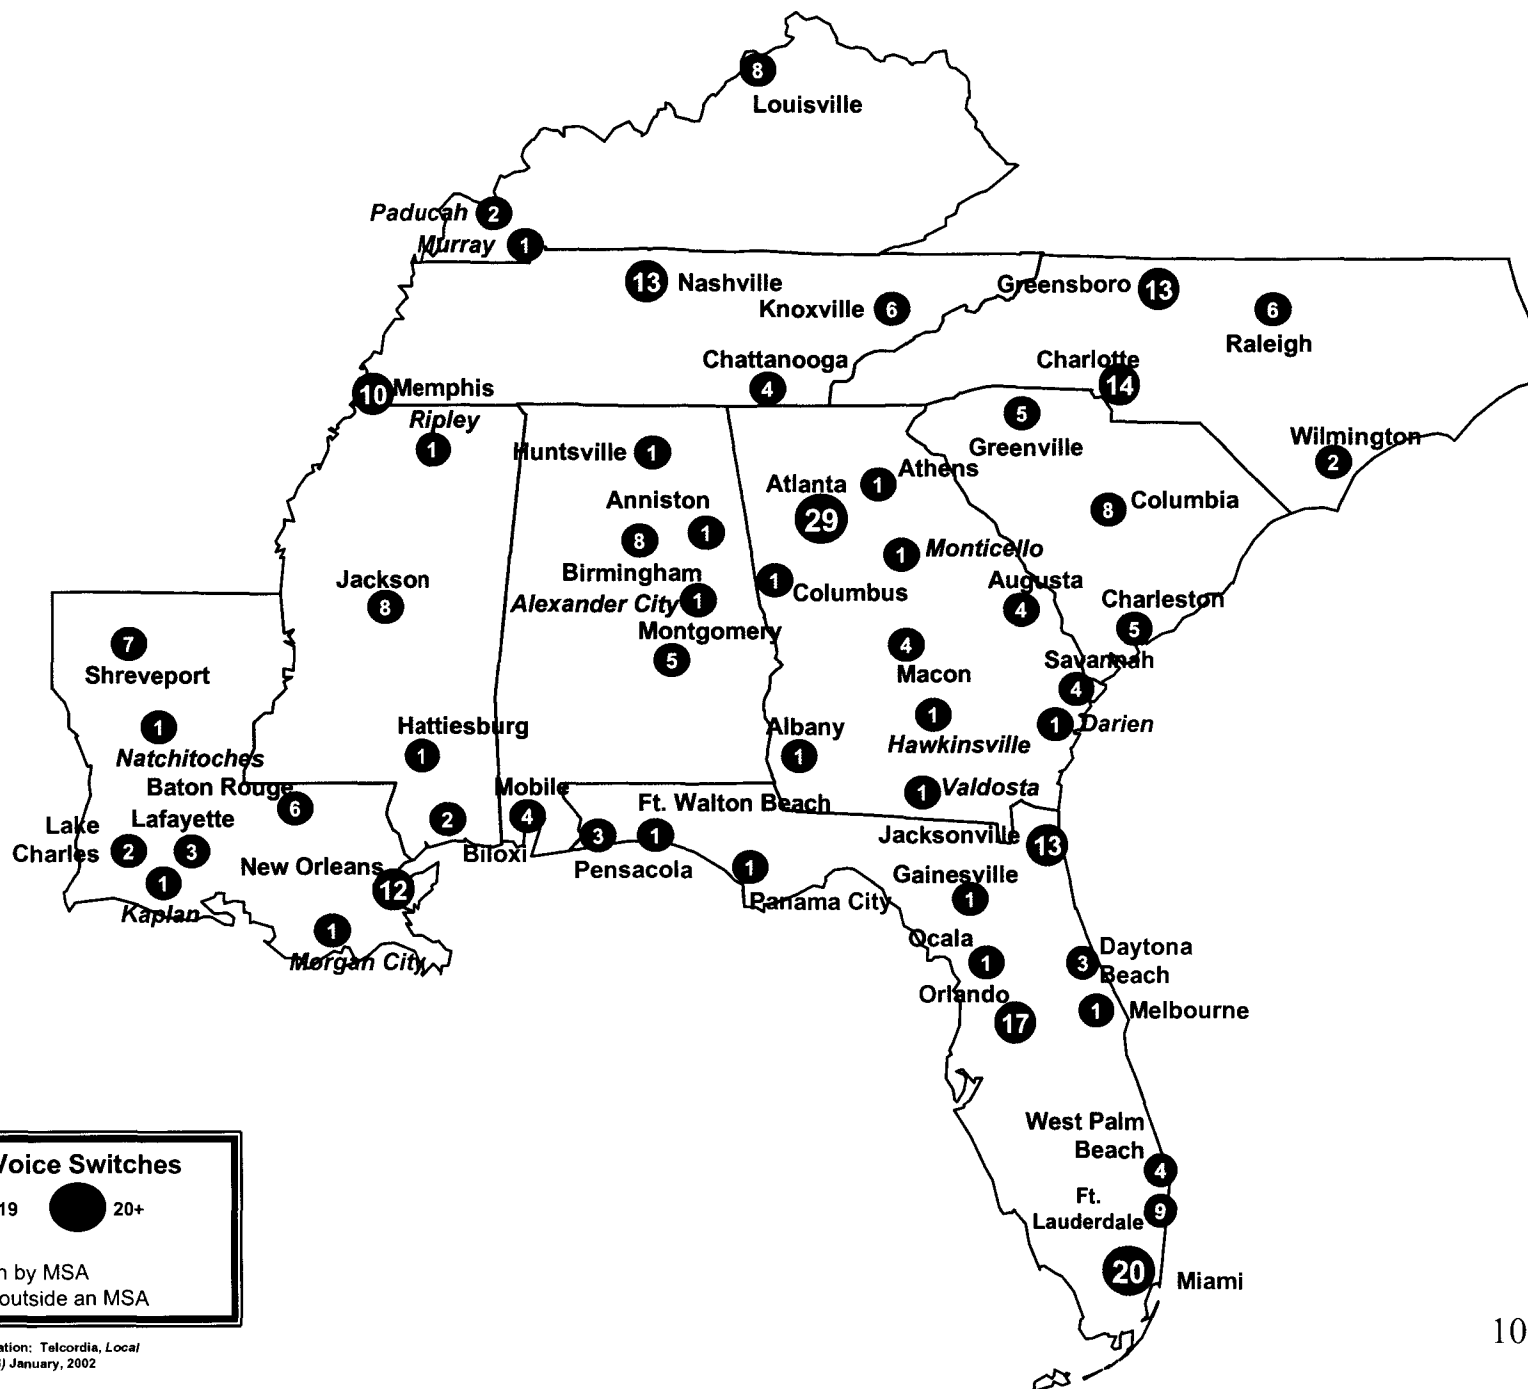 8
Louisville
Paducah 2
Murray 1
13 Nashville
Knoxville 6
Greensboro 13
6
Raleigh
Chattanooga
4
Charlotte
14
10 Memphis
Ripley
1
5
Greenville
Wilmington
2
Huntsville 1
Atlanta
29
1 Athens
8 Columbia
Anniston
1
8
Birmingham
1 Monticello
1
Columbus
Augusta
4
Jackson
8
Alexander City 1
Charleston
5
Montgomery
5
7
Shreveport
4
Macon
Savannah
4
1
Natchitoches
Hattiesburg
1
Albany
1
1
Hawkinsville
1 Darien
Baton Rouge
6
Mobile
4
1 Valdosta
Ft. Walton Beach
1
Lake
Charles 2
Lafayette
3
2
Biloxi
3
Pensacola
Jacksonville
13
1
Kaplan
New Orleans
12
1
Panama City
Gainesville
1
1
Morgan City
Ocala
1
3 Daytona
Beach
Orlando
17
1 Melbourne
West Palm
Beach
4
Ft.
Lauderdale 9
20 Miami
Voice Switches
19 20+
n by MSA
outside an MSA
ation: Telcordia, Local
) January, 2002
10